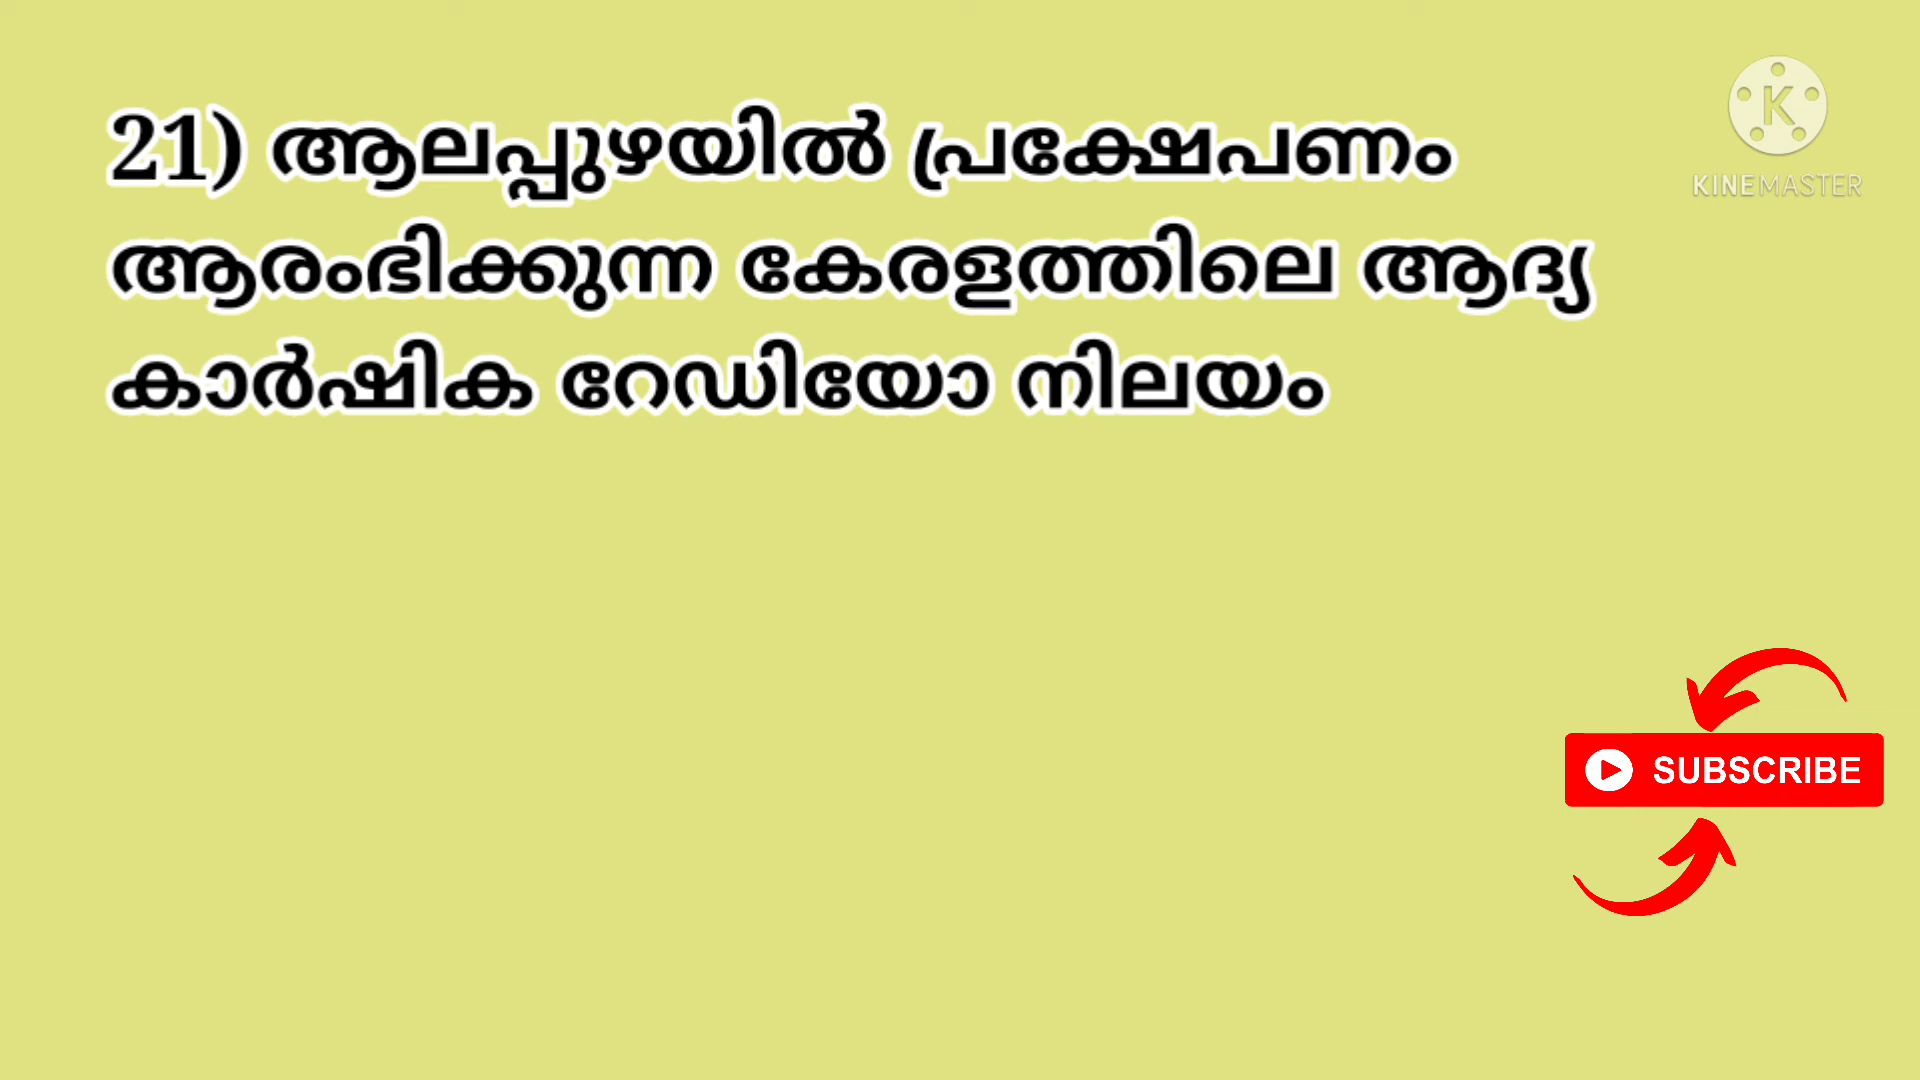 21) ആലപ്പുഴയിൽ പ്രക്ഷേപണം
ആരംഭിക്കുന്ന കേരളത്തിലെ ആദ്യ
കാർഷിക റേഡിയോ നിലയം
K
KINEMASTER
SUBSCRIBE